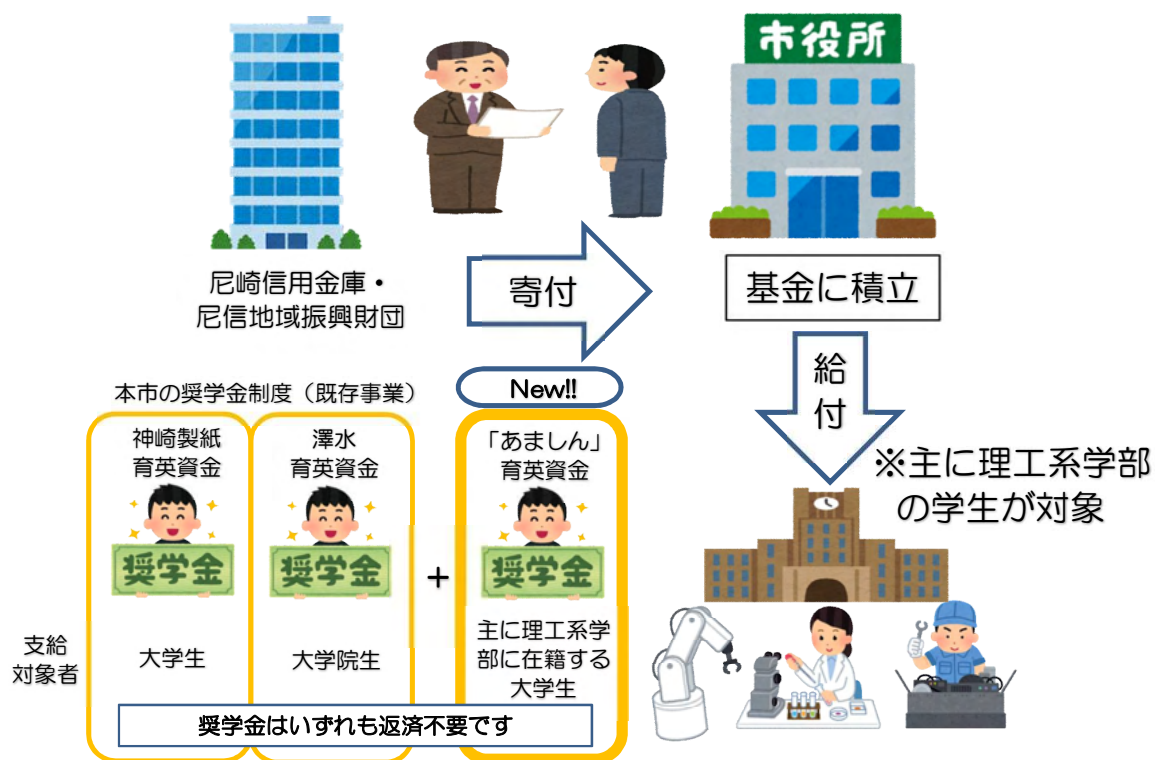 市役所
尼崎信用金庫・
尼信地域振興財団
寄付
基金に積立
給
付
※主に理工系学部
の学生が対象
本市の奨学金制度（既存事業）
New!!
神崎製紙
育英資金
奨学金
大学生
澤水
育英資金
奨学金
大学院生
+
「あましん」
育英資金
奨学金
主に理工系学
部に在籍する
大学生
支給
対象者
奨学金はいずれも返済不要です